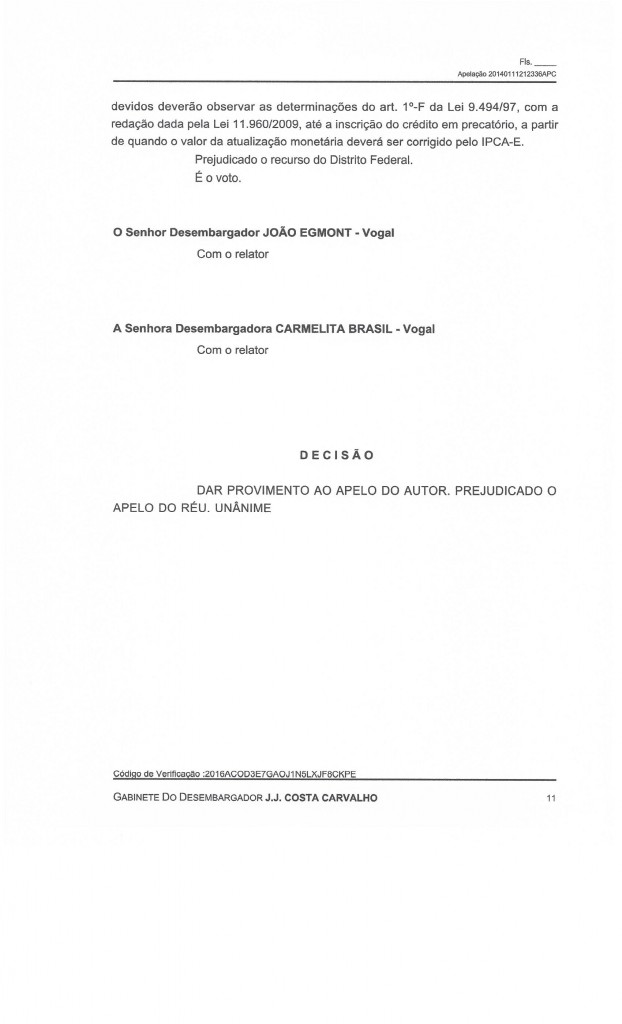 Fls. ____
Apelação 20140111212336APC
devidos deverão observar as determinações do art. 1º-F da Lei 9.494/97, com a
redação dada pela Lei 11.960/2009, até a inscrição do crédito em precatório, a partir
de quando o valor da atualização monetária deverá ser corrigido pelo IPCA-E.
Prejudicado o recurso do Distrito Federal.
É o voto.
O Senhor Desembargador JOÃO EGMONT - Vogal
Com o relator
A Senhora Desembargadora CARMELITA BRASIL - Vogal
Com o relator
D E C I S Ã O
DAR PROVIMENTO AO APELO DO AUTOR. PREJUDICADO O
APELO DO RÉU. UNÂNIME
Código de Verificação :2016ACOD3E7GAOJ1N5LXJF8CKPE
GABINETE DO DESEMBARGADOR J.J. COSTA CARVALHO 11